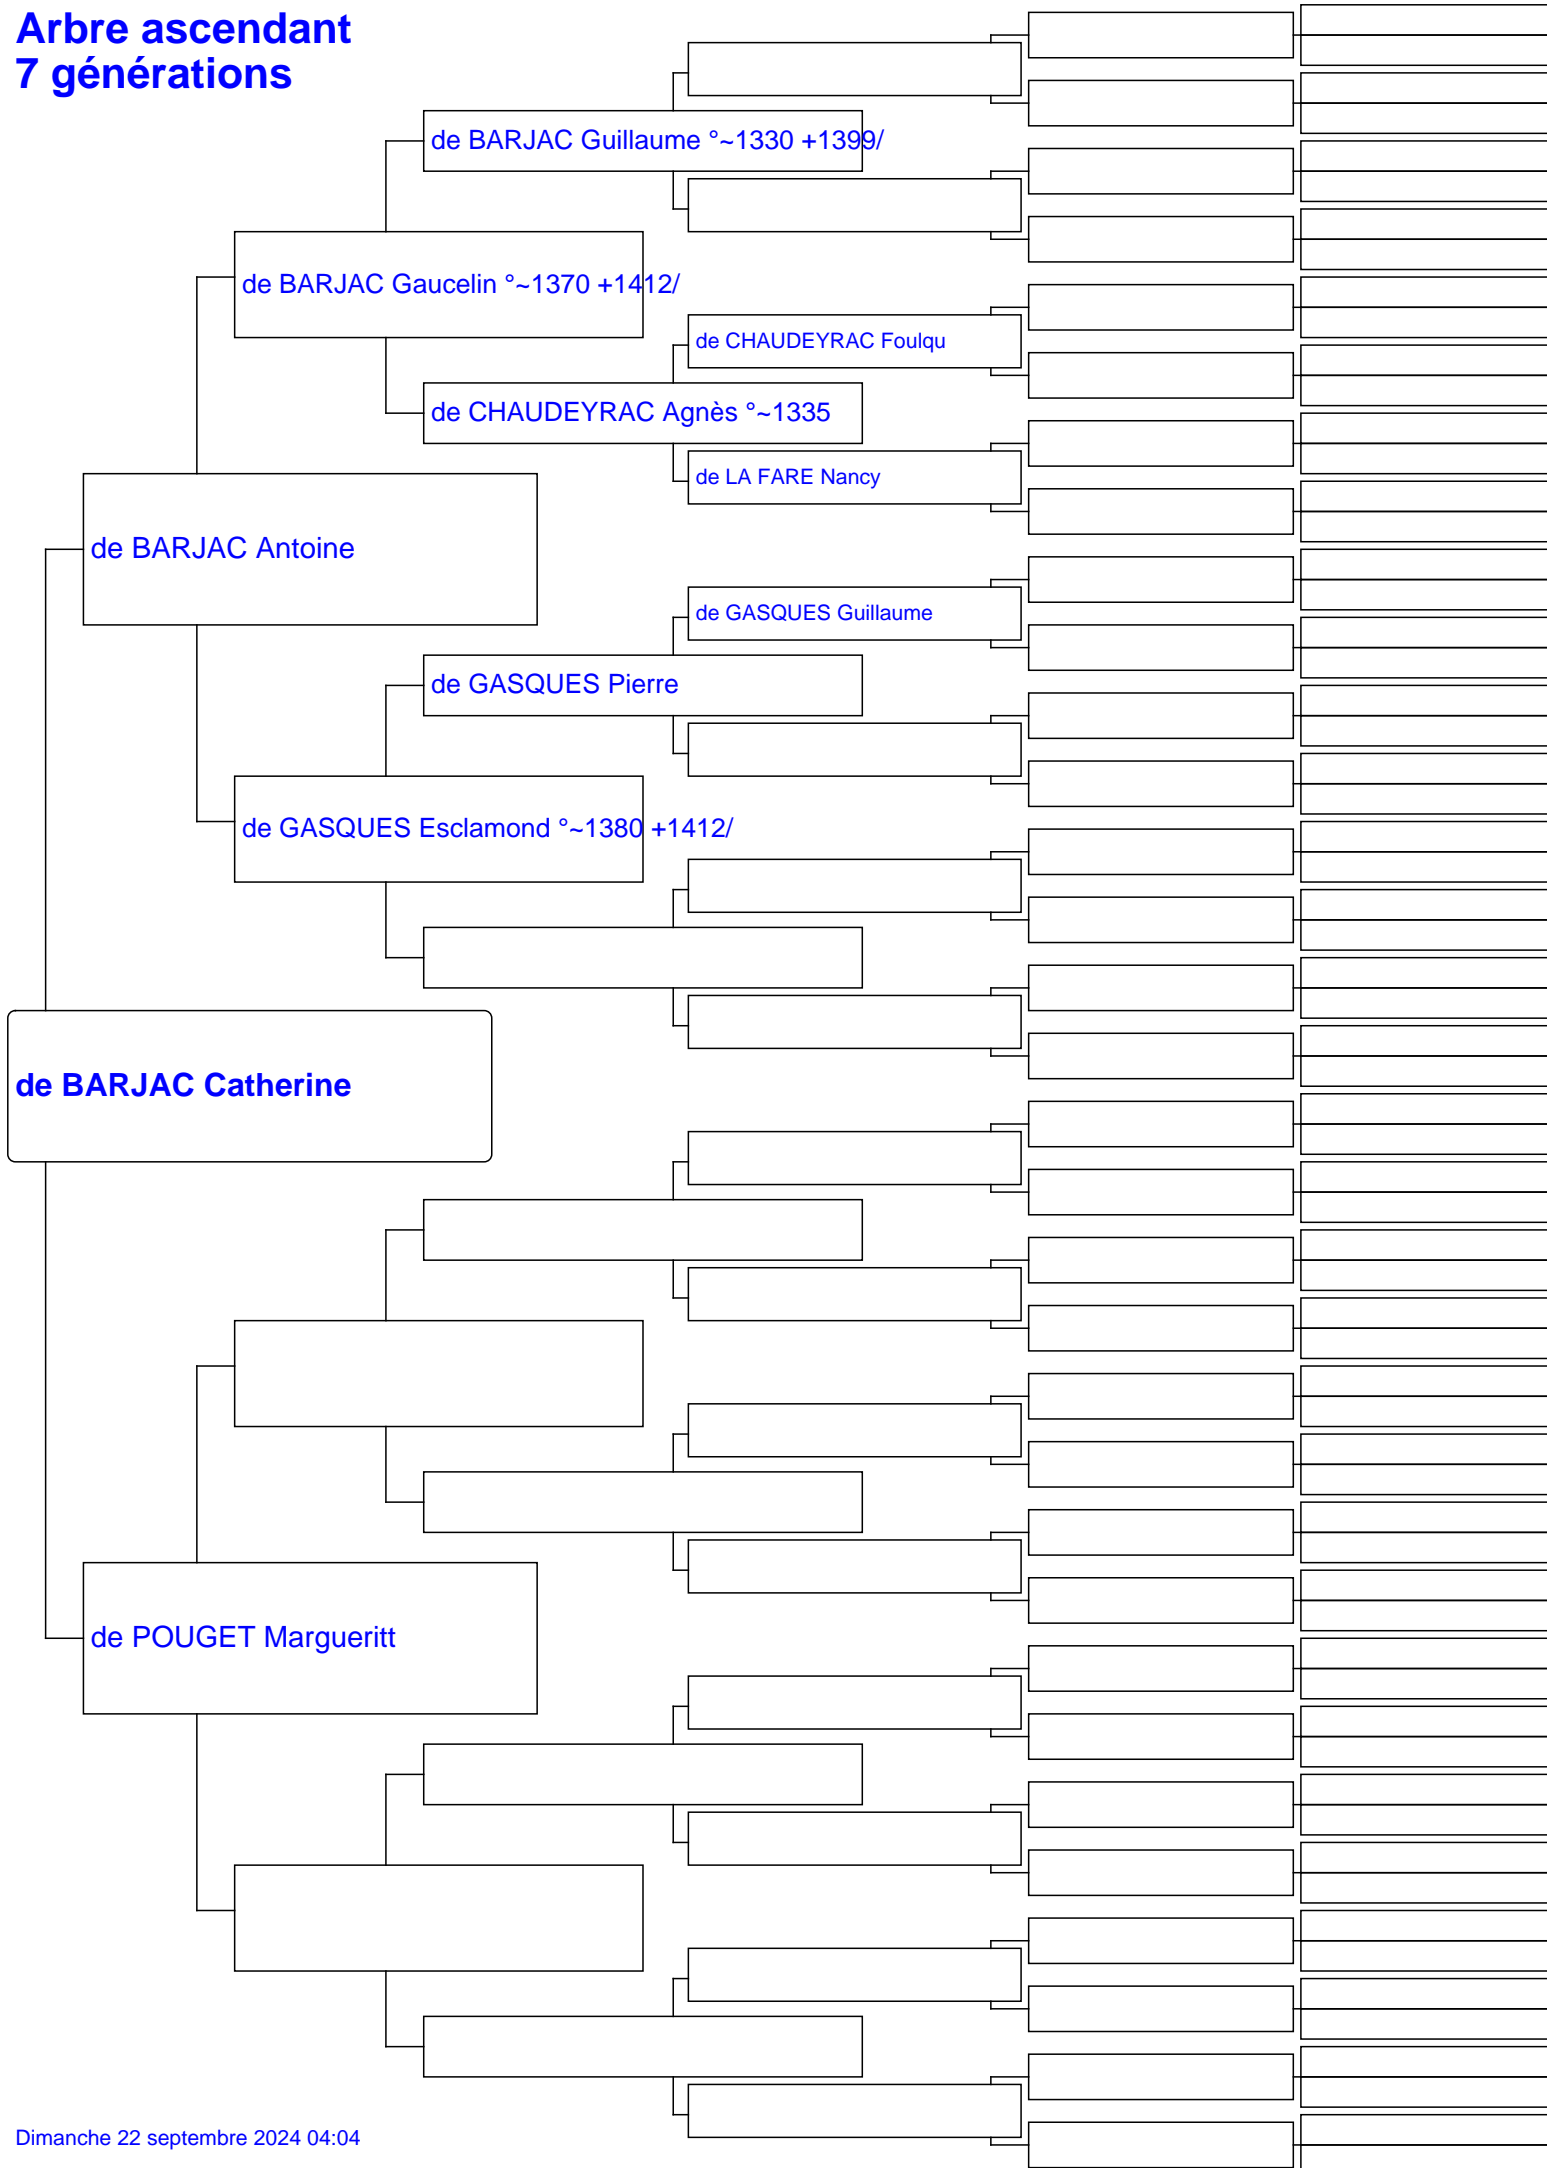 Arbre ascendant
7 générations
de BARJAC Guillaume °~1330 +1399/
de BARJAC Gaucelin °~1370 +1412/
de CHAUDEYRAC Foulqu
de CHAUDEYRAC Agnès °~1335
de LA FARE Nancy
de BARJAC Antoine
de GASQUES Guillaume
de GASQUES Pierre
de GASQUES Esclamond °~1380 +1412/
de BARJAC Catherine
de POUGET Margueritt
Dimanche 22 septembre 2024 04:04